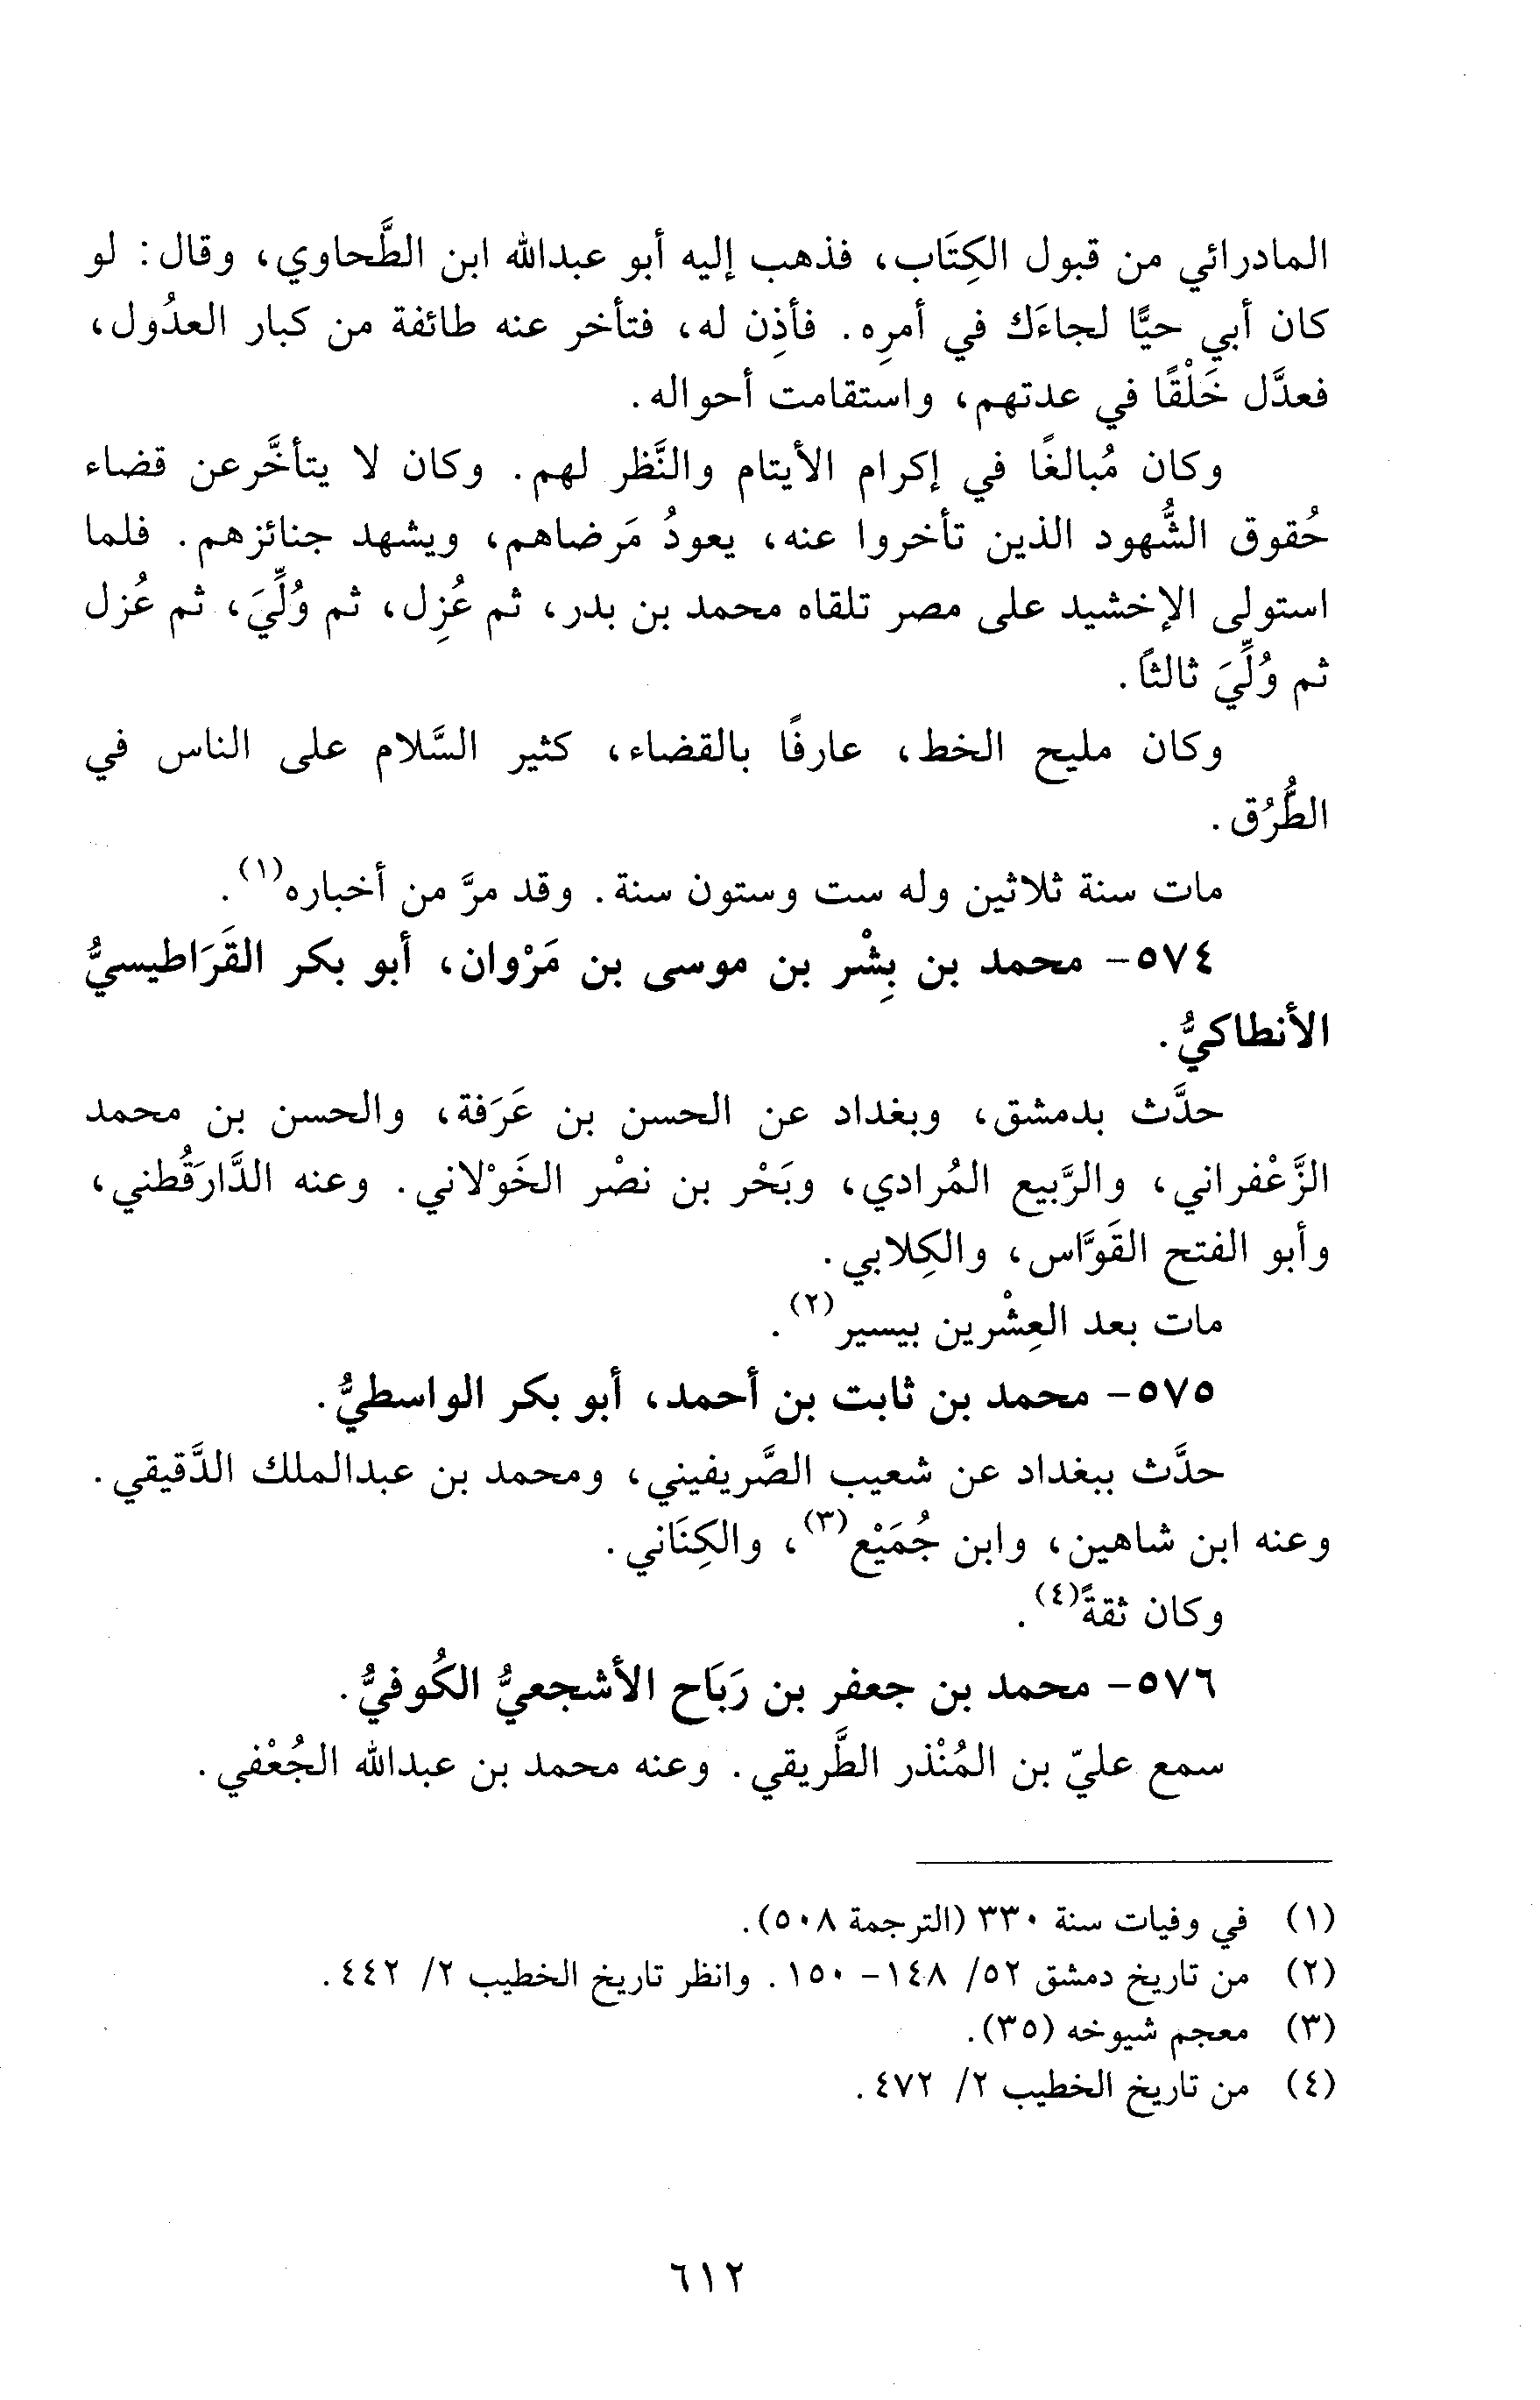 المادرائي من قبول الكِتَاب، فذهب إليه أبو عبدالله ابن الطَّحاوي، وقال: لو
كان أبي حيًّا لجاءَك في أمرِه. فأذِن له، فتأخر عنه طائفة من كبار العدُول،
فعدَّل خَلْقًا في عدتهم، واستقامت أحواله.
وكان مُبالغًا في إكرام الأيتام والنَّظر لهم. وكان لا يتأخَّر عن قضاء
حُقوق الشُّهود الذين تأخروا عنه، يعودُ مَرضاهم، ويشهد جنائزهم. فلما
استولى الإخشيد على مصر تلقاه محمد بن بدر، ثم عُزِل، ثم وُلِّيَ، ثم عُزل
ثم وُلِّيَ ثالثًا.
وكان مليح الخط، عارفًا بالقضاء، كثير السَّلام على الناس في
الطُّرُق.
مات سنة ثلاثين وله ست وستون سنة. وقد مرَّ من أخباره(١).
٥٧٤- محمد بن بِشْر بن موسى بن مَرْوان، أبو بكر القَرَاطيسيُّ
الأنطاكيُّ.
حدَّث بدمشق، وبغداد عن الحسن بن عَرَفة، والحسن بن محمد
الزَّعْفراني، والرَّبيع المُرادي، وبَحْر بن نصْر الخَوْلاني. وعنه الدَّارَقُطني،
وأبو الفتح القَوَّاس، والكِلابي.
مات بعد العِشْرين بيسير(٢).
٥٧٥- محمد بن ثابت بن أحمد، أبو بكر الواسطيُّ.
حدَّث ببغداد عن شعيب الصَّريفيني، ومحمد بن عبدالملك الدَّقيقي.
وعنه ابن شاهين، وابن جُمَيْع(٣)، والكِنَاني.
وكان ثقةً(٤).
٥٧٦- محمد بن جعفر بن رَبَاح الأشجعيُّ الكُوفيُّ.
سمع عليّ بن المُنْذر الطَّريقي. وعنه محمد بن عبدالله الجُعْفي.
(١) في وفيات سنة ٣٣٠ (الترجمة ٥٠٨).
(٢) من تاريخ دمشق ٥٢/ ١٤٨- ١٥٠. وانظر تاريخ الخطيب ٢/ ٤٤٢.
(٣) معجم شيوخه (٣٥).
(٤) من تاريخ الخطيب ٢/ ٤٧٢.
٦١٢